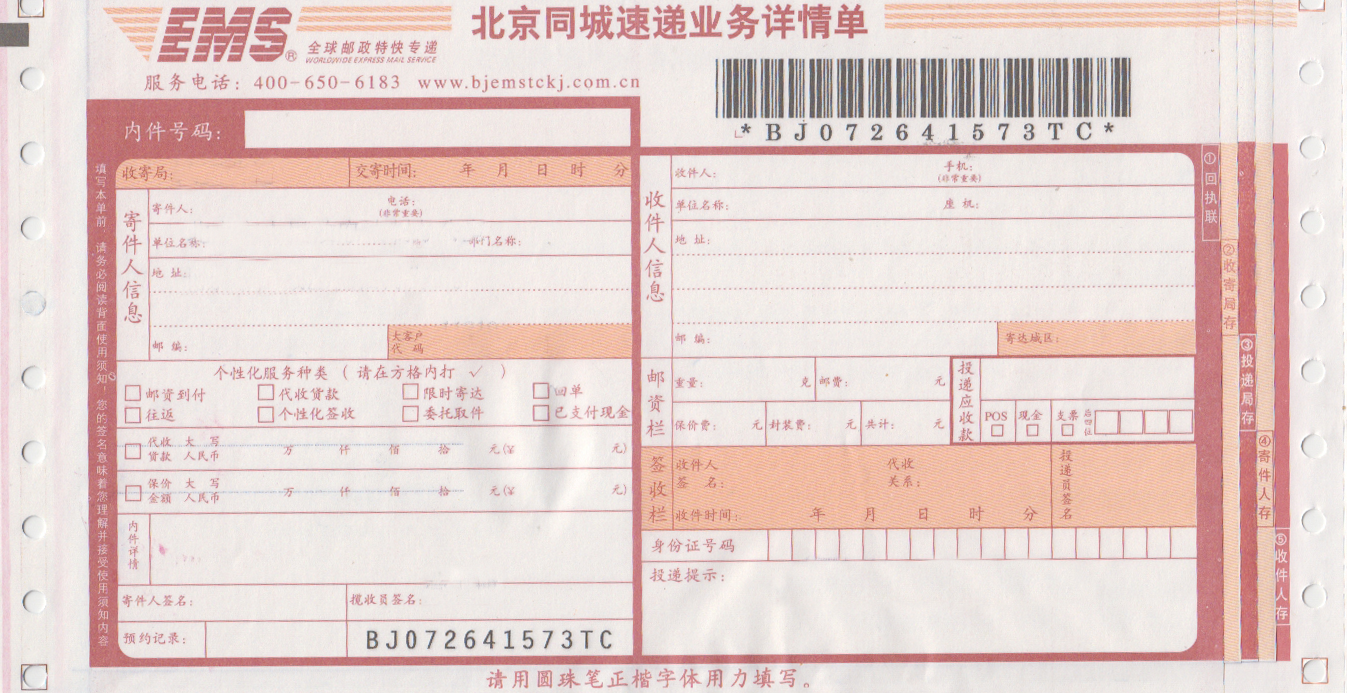 EMS® 全球邮政特快专递
WORLDWIDE EXPRESS MAIL SERVICE
北京同城速递业务详情单
服务电话：400-650-6183 www.bjemstckj.com.cn
*BJ072641573TC*
内件号码：
填写本单前，请务必阅读背面使用须知！您的签名意味着您理解并接受使用须知内容
收寄局： 交寄时间： 年 月 日 时 分
寄件人信息
寄件人： 电话：
(非常重要)
单位名称： 部门名称：
地 址：
邮 编： 大客户
代 码
个性化服务种类（请在方格内打 √ ）
邮资到付 代收货款 限时寄达 回单
往返 个性化签收 委托取件 已支付现金
代收 大 写
货款 人民币 万 仟 佰 拾 元(¥ 元)
保价 大 写
金额 人民币 万 仟 佰 拾 元(¥ 元)
内件详情
寄件人签名： 揽收员签名：
预约记录： BJ072641573TC
收件人信息
收件人： 手机：
(非常重要)
单位名称： 座 机：
地 址：
邮 编： 寄达城区：
邮资栏
重量： 克 邮费： 元
保价费： 元 封装费： 元 共计： 元
投递应收款
POS 现金 支票 后四位
签收栏
收件人 代收
签 名： 关系：
收件时间： 年 月 日 时 分
投递员签名
身份证号码
投递提示：
①回执联
②收寄局存
③投递局存
④寄件人存
⑤收件人存
请用圆珠笔正楷字体用力填写。